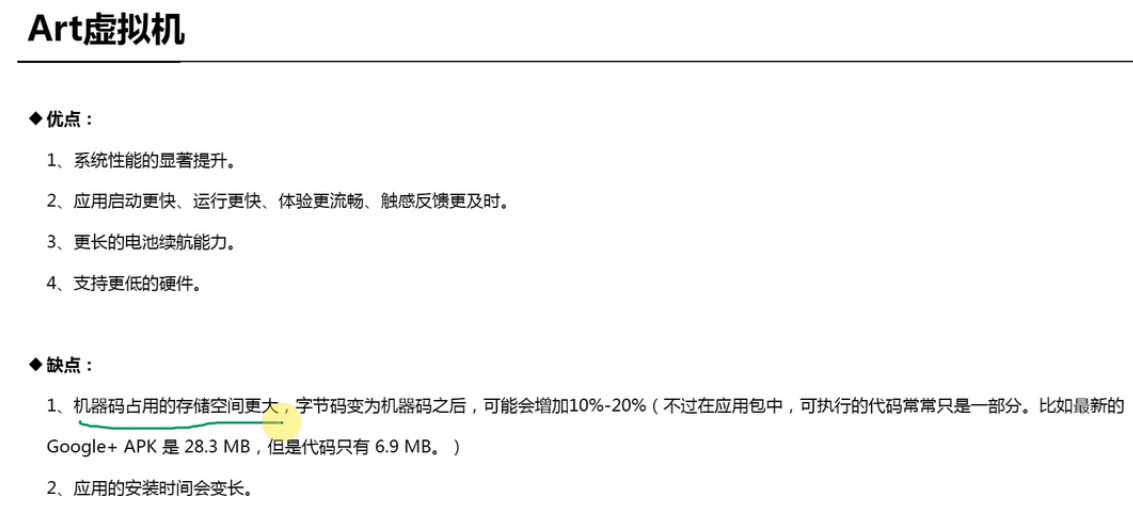 Art虚拟机
◆ 优点：
1、系统性能的显著提升。
2、应用启动更快、运行更快、体验更流畅、触感反馈更及时。
3、更长的电池续航能力。
4、支持更低的硬件。
◆ 缺点：
1、机器码占用的存储空间更大，字节码变为机器码之后，可能会增加10%-20%（不过在应用包中，可执行的代码常常只是一部分。比如最新的
Google+ APK 是 28.3 MB，但是代码只有 6.9 MB。）
2、应用的安装时间会变长。